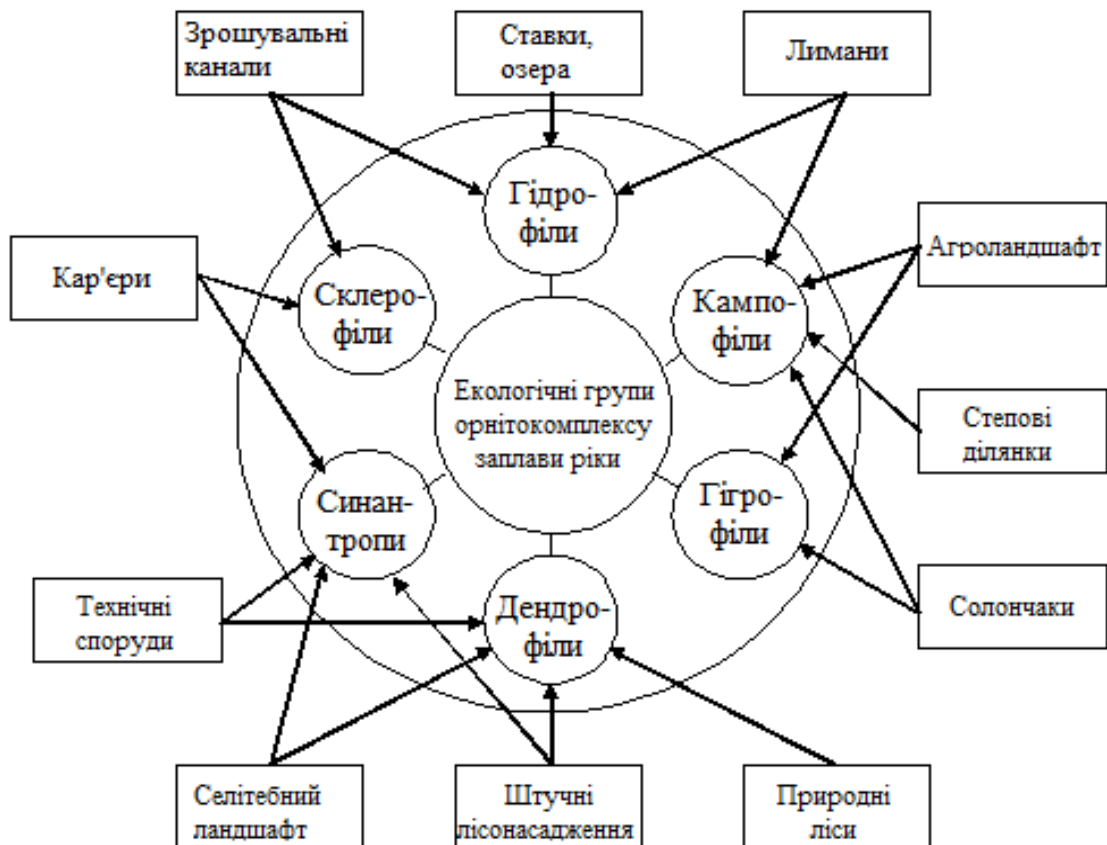 Зрошувальні
канали
Ставки,
озера
Лимани
Гідро-
філи
Агроландшафт
Кар'єри
Склеро-
філи
Кампо-
філи
Екологічні групи
орнітокомплексу
заплави ріки
Степові
ділянки
Синан-
тропи
Гігро-
філи
Технічні
споруди
Дендро-
філи
Солончаки
Селітебний
ландшафт
Штучні
лісонасадження
Природні
ліси